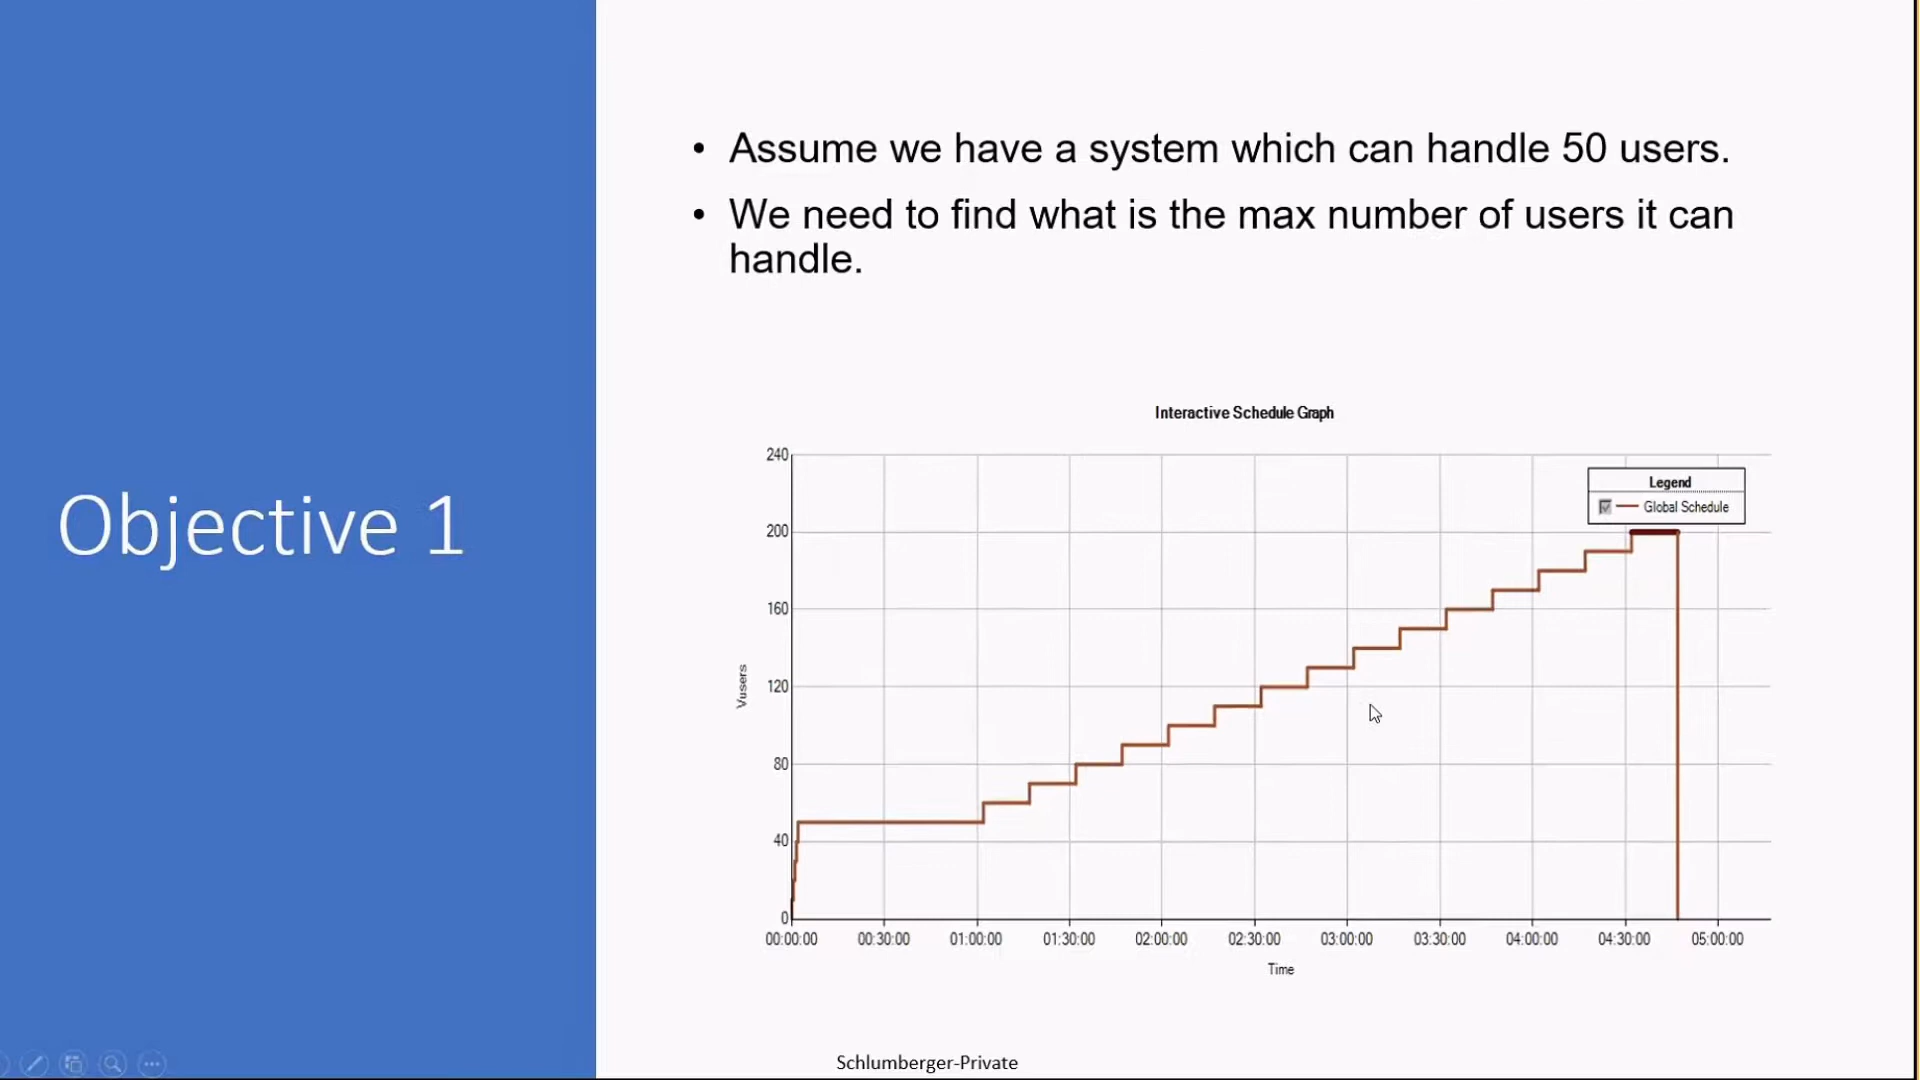 Objective 1
• Assume we have a system which can handle 50 users.
• We need to find what is the max number of users it can
handle.
Interactive Schedule Graph
Legend
Global Schedule
240
200
160
120
80
40
0
Vusers
00:00:00 00:30:00 01:00:00 01:30:00 02:00:00 02:30:00 03:00:00 03:30:00 04:00:00 04:30:00 05:00:00
Time
Schlumberger-Private